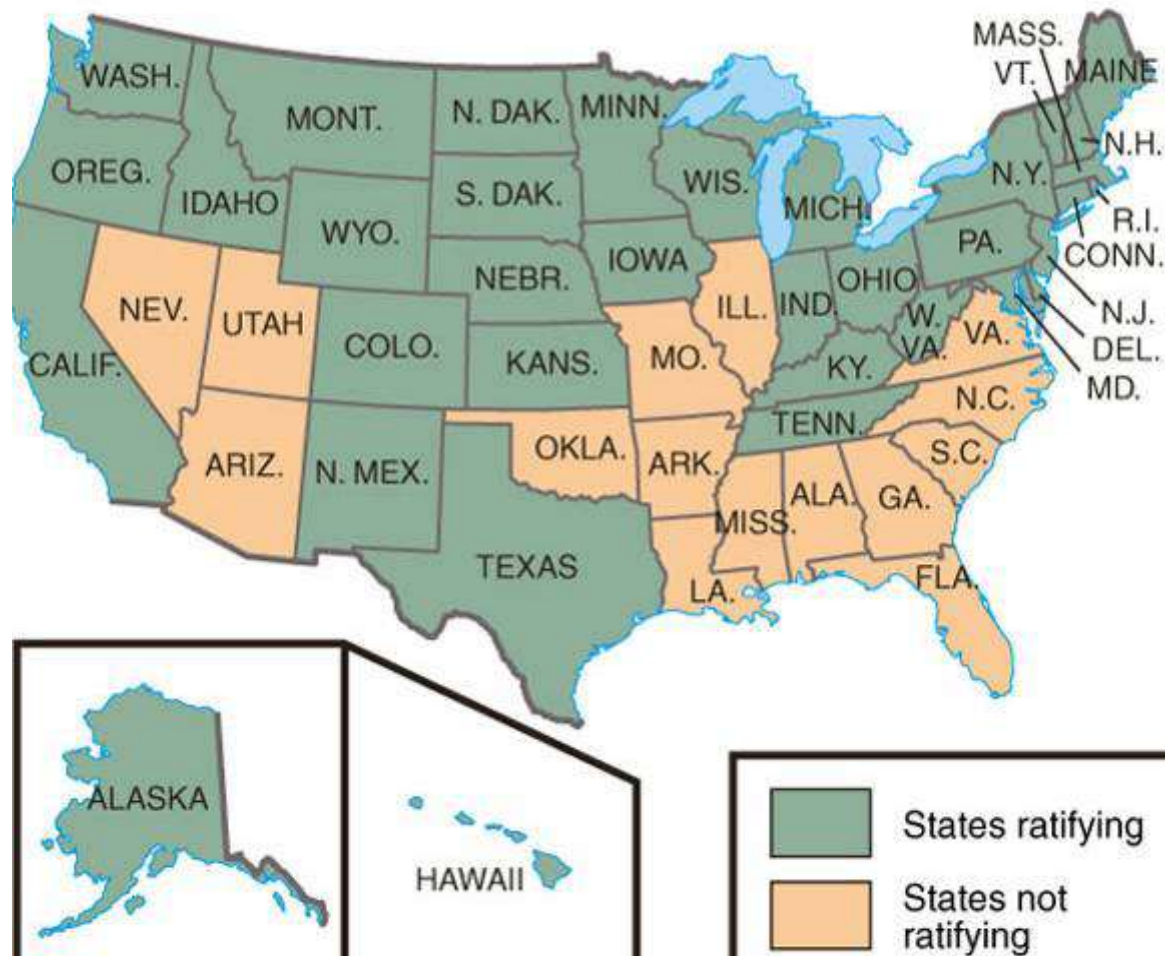 MASS.
VT.
MAINE
WASH.
MONT.
N. DAK.
MINN.
N.H.
OREG.
IDAHO
S. DAK.
WIS.
MICH.
N.Y.
R.I.
WYO.
IOWA
PA.
CONN.
NEBR.
OHIO
NEV.
UTAH
ILL.
IND.
N.J.
COLO.
W.
VA.
VA.
DEL.
CALIF.
KANS.
MO.
KY.
MD.
N.C.
TENN.
ARIZ.
N. MEX.
OKLA.
ARK.
S.C.
MISS.
ALA.
GA.
TEXAS
LA.
FLA.
ALASKA
HAWAII
States ratifying
States not
ratifying